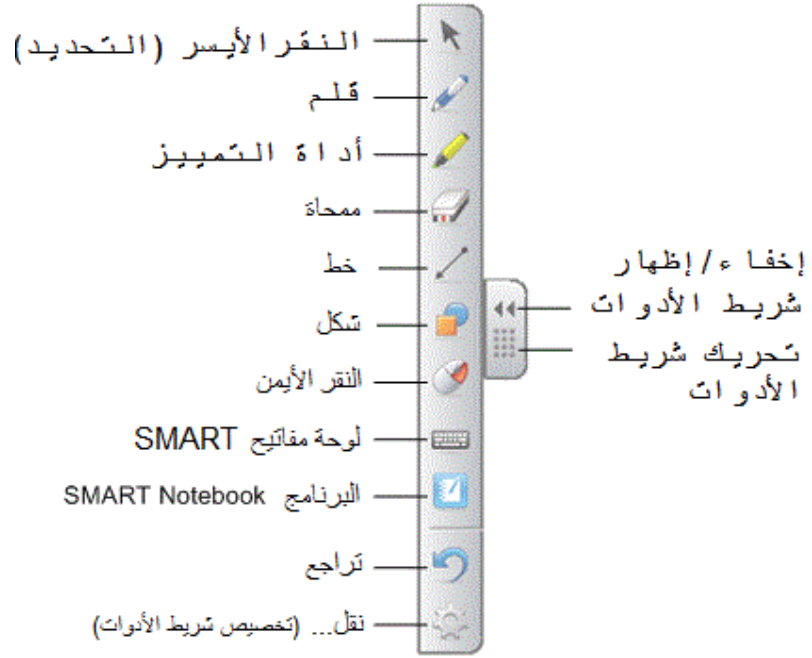 النقر الأيسر (التحديد)
قلم
أداة التمييز
ممحاة
خط
شكل
النقر الأيمن
لوحة مفاتيح SMART
البرنامج SMART Notebook
تراجع
نقل... (تخصيص شريط الأدوات)
إخفاء/إظهار
شريط الأدوات
تحريك شريط
الأدوات